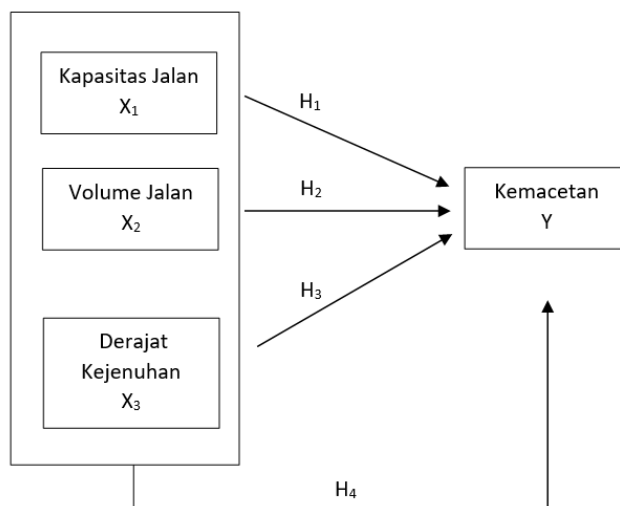 Kapasitas Jalan
X₁
H₁
Volume Jalan
X₂
H₂
Kemacetan
Y
H₃
Derajat
Kejenuhan
X₃
H₄